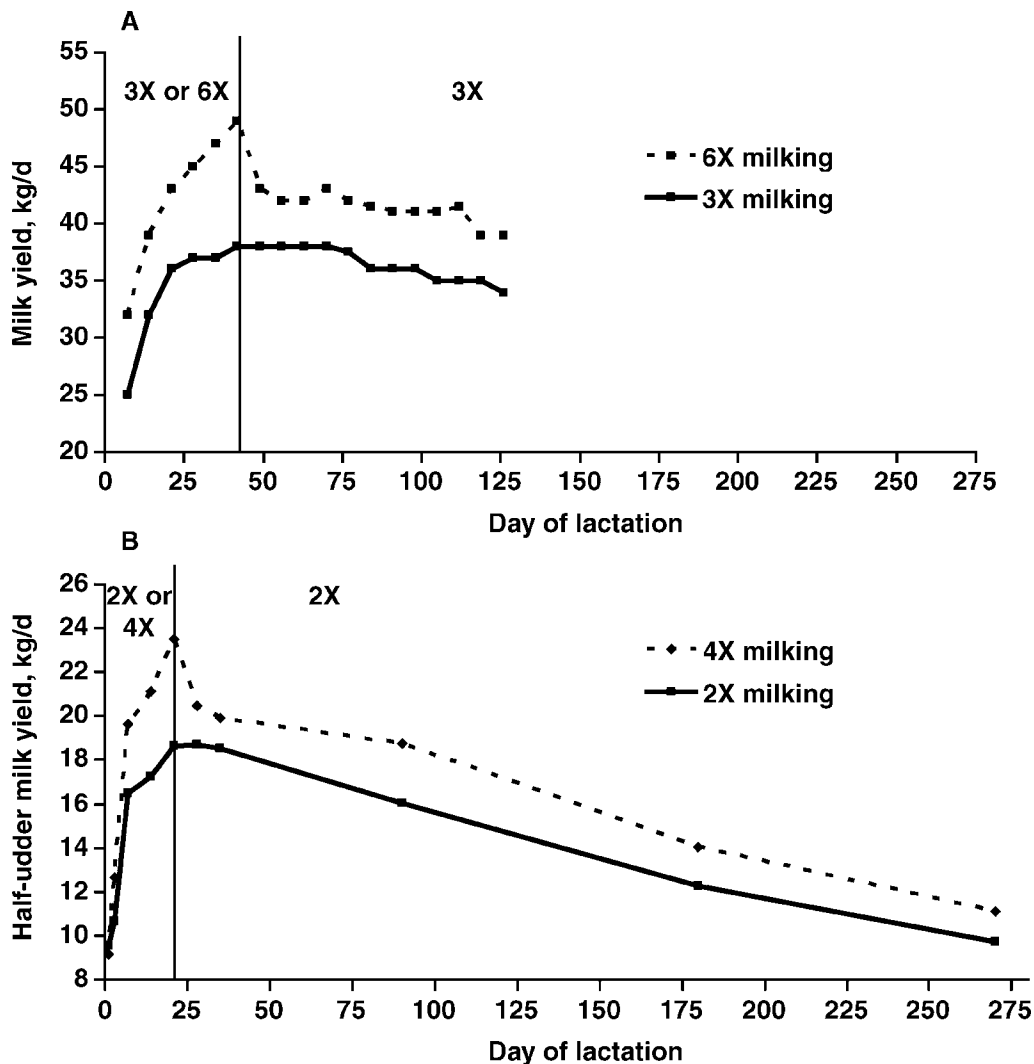 A
55
50
45
40
35
30
25
20
Milk yield, kg/d
3X or 6X
3X
6X milking
3X milking
0 25 50 75 100 125 150 175 200 225 250 275
Day of lactation
B
26
24
22
20
18
16
14
12
10
8
Half-udder milk yield, kg/d
2X or
4X
2X
4X milking
2X milking
0 25 50 75 100 125 150 175 200 225 250 275
Day of lactation